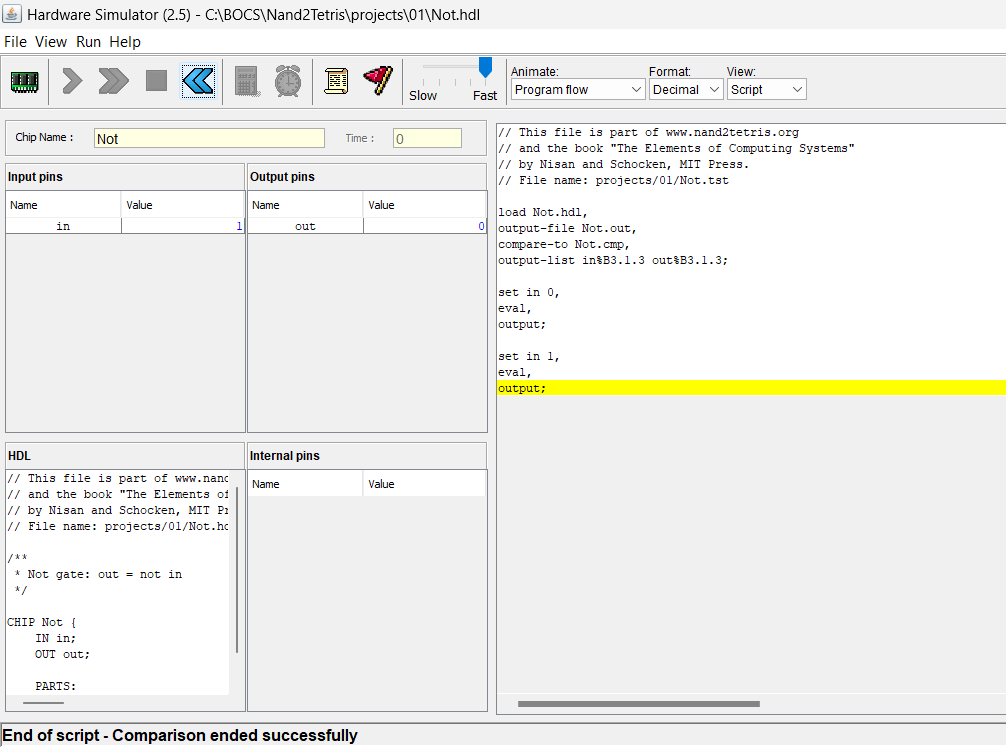 Hardware Simulator (2.5) - C:\BOCS\Nand2Tetris\projects\01\Not.hdl
File View Run Help
Slow Fast
Animate: Format: View:
Program flow Decimal Script
Chip Name : Not Time : 0
Input pins
Name Value
in 1
Output pins
Name Value
out 0
HDL
// This file is part of www.nand
// and the book "The Elements of
// by Nisan and Schocken, MIT Pr
// File name: projects/01/Not.hd
/**
* Not gate: out = not in
*/
CHIP Not {
IN in;
OUT out;
PARTS:
Internal pins
Name Value
// This file is part of www.nand2tetris.org
// and the book "The Elements of Computing Systems"
// by Nisan and Schocken, MIT Press.
// File name: projects/01/Not.tst
load Not.hdl,
output-file Not.out,
compare-to Not.cmp,
output-list in%B3.1.3 out%B3.1.3;
set in 0,
eval,
output;
set in 1,
eval,
output;
End of script - Comparison ended successfully